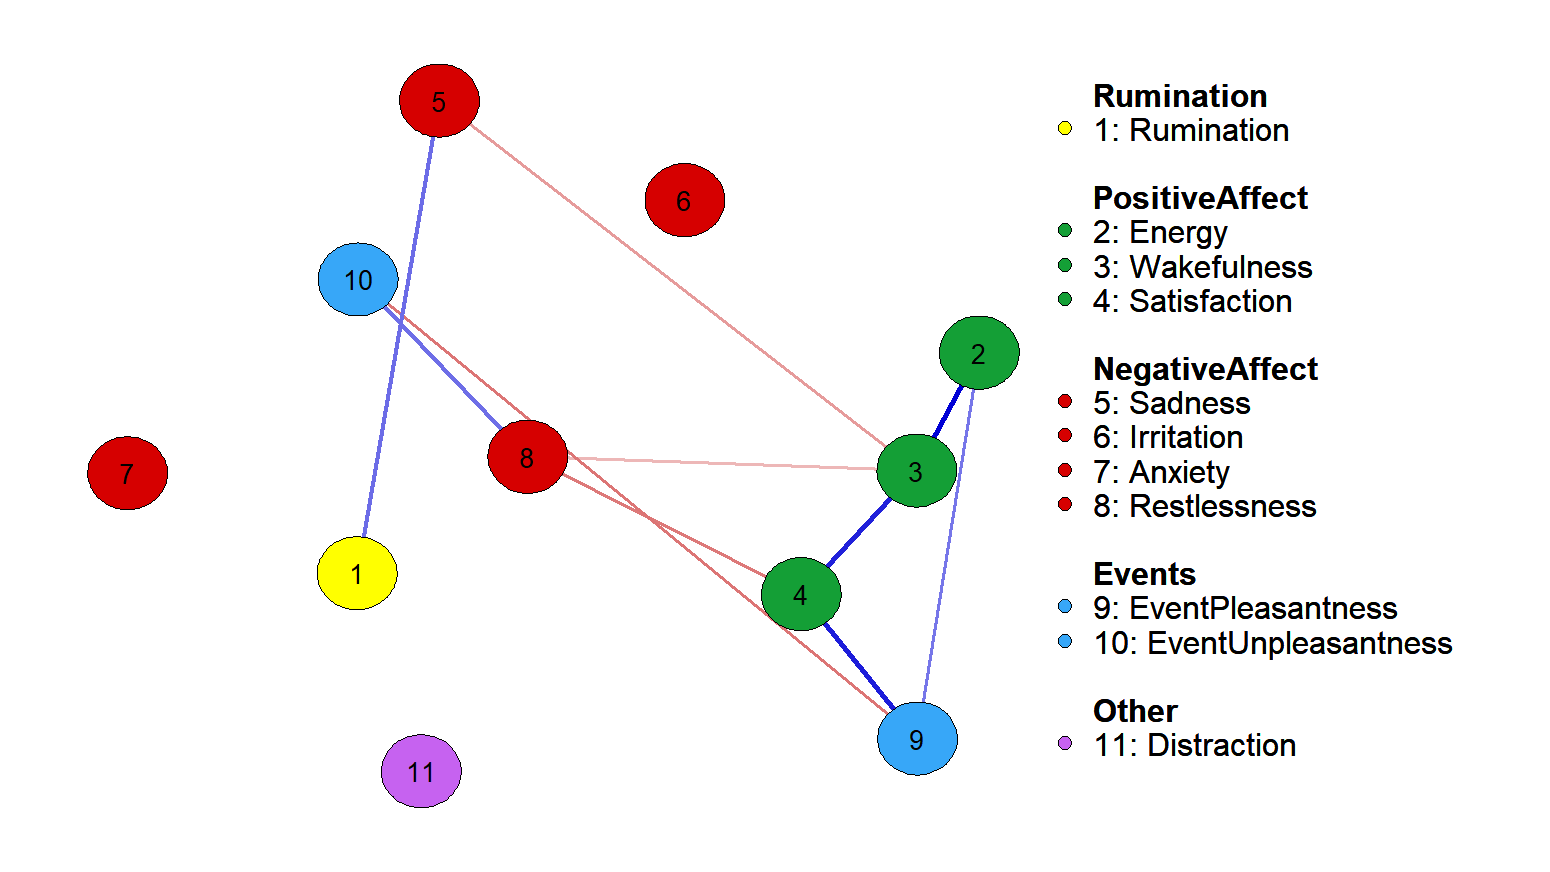 5
6
10
2
8
3
7
1
4
9
11
Rumination
1: Rumination
PositiveAffect
2: Energy
3: Wakefulness
4: Satisfaction
NegativeAffect
5: Sadness
6: Irritation
7: Anxiety
8: Restlessness
Events
9: EventPleasantness
10: EventUnpleasantness
Other
11: Distraction